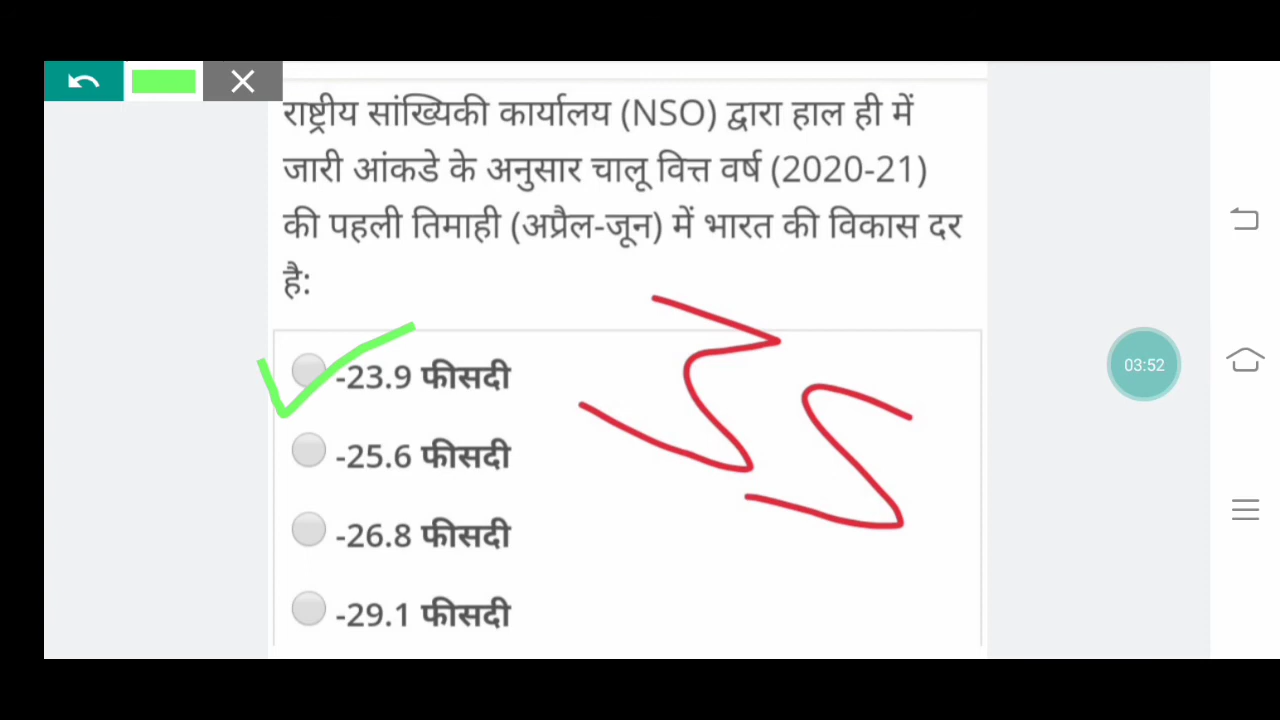 राष्ट्रीय सांख्यिकी कार्यालय (NSO) द्वारा हाल ही में
जारी आंकडे के अनुसार चालू वित्त वर्ष (2020-21)
की पहली तिमाही (अप्रैल-जून) में भारत की विकास दर
है:
-23.9 फीसदी
-25.6 फीसदी
-26.8 फीसदी
-29.1 फीसदी
03:52